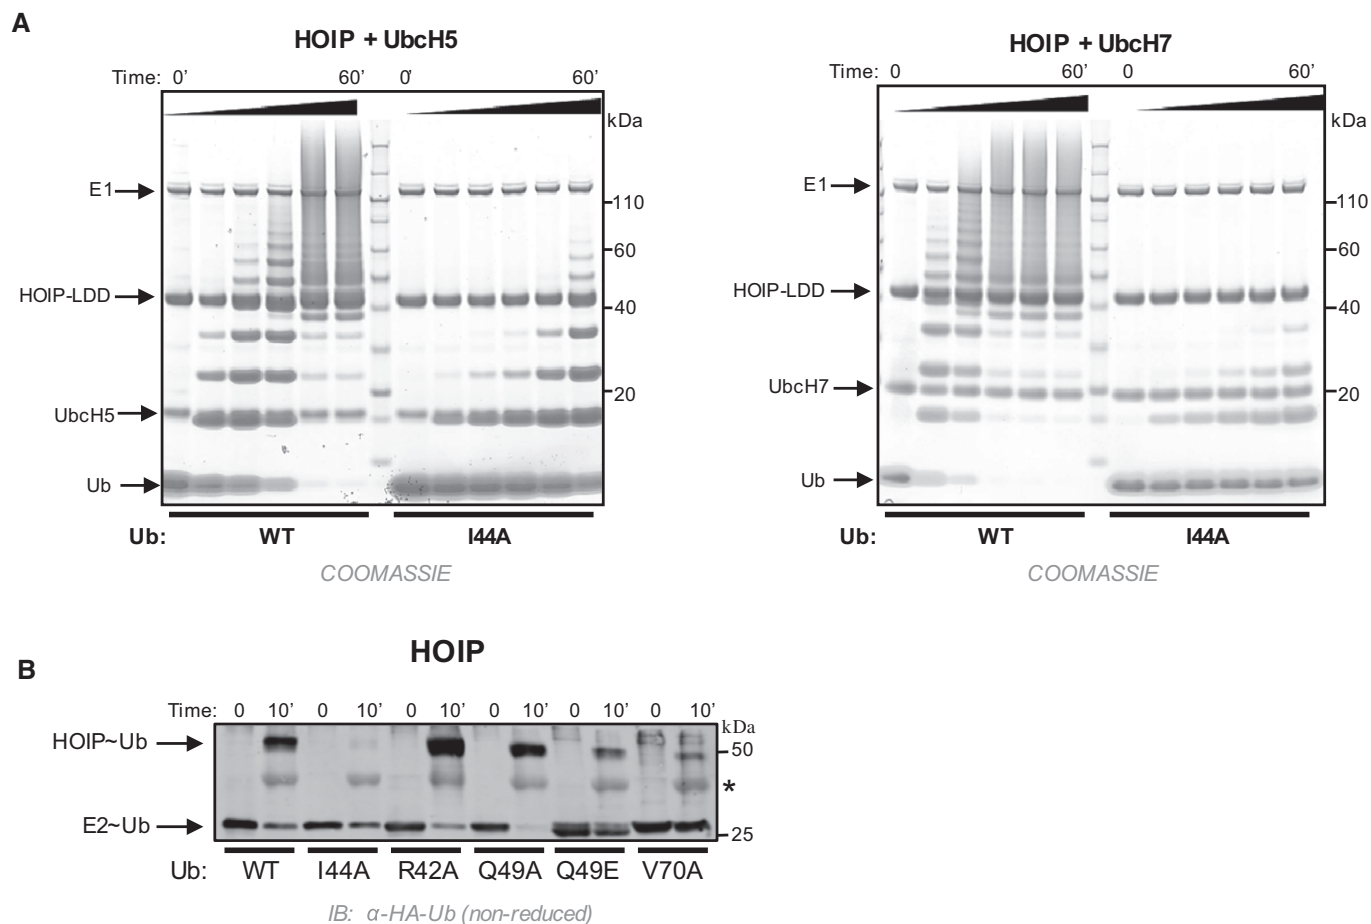 A
HOIP + UbcH5
HOIP + UbcH7
Time: 0’ 60’ 0’ 60’
Time: 0 60’ 0 60’
kDa
kDa
E1
E1
110
110
60
60
HOIP-LDD
HOIP-LDD
40
40
UbcH7
20
20
UbcH5
Ub
Ub
Ub: WT I44A
Ub: WT I44A
COOMASSIE
COOMASSIE
HOIP
B
Time: 0 10’ 0 10’ 0 10’ 0 10’ 0 10’ 0 10’
kDa
HOIP~Ub
50
*
E2~Ub
25
Ub: WT I44A R42A Q49A Q49E V70A
IB: α-HA-Ub (non-reduced)